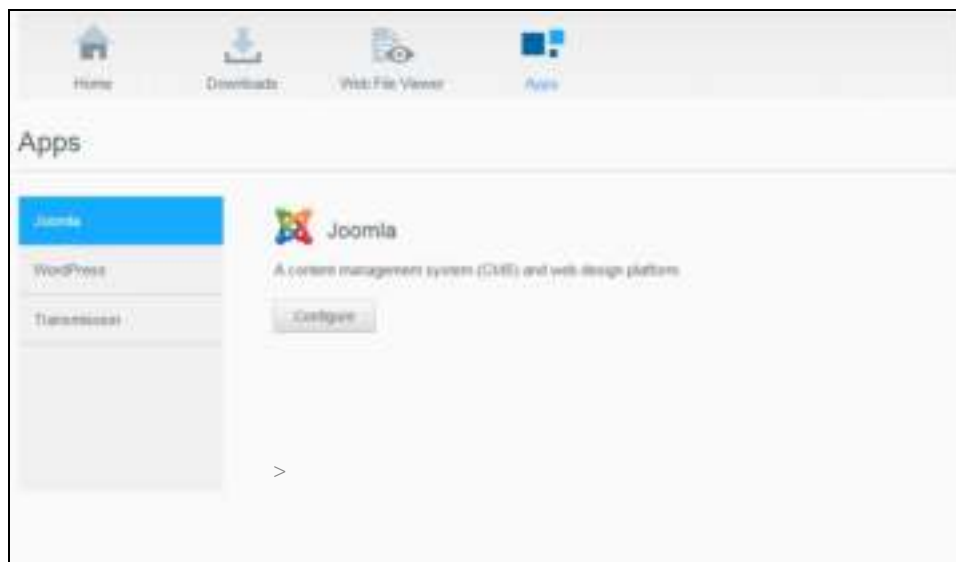 Home
Downloads
Web File Viewer
Apps
Apps
Joomla
Joomla
WordPress
A content management system (CMS) and web design platform.
Transmission
Configure
>